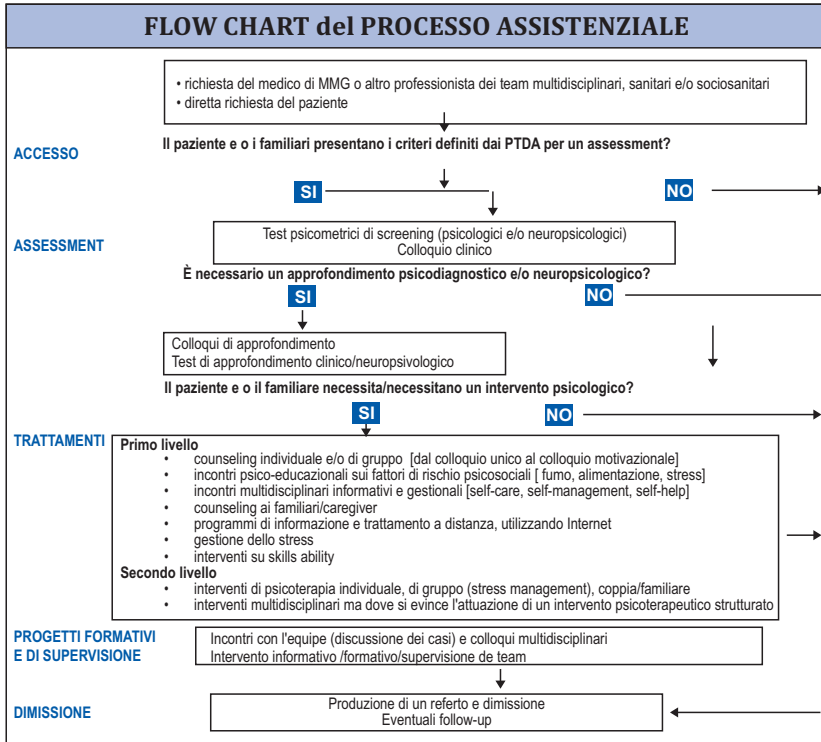 FLOW CHART del PROCESSO ASSISTENZIALE
• richiesta del medico di MMG o altro professionista dei team multidisciplinari, sanitari e/o sociosanitari
• diretta richiesta del paziente
Il paziente e o i familiari presentano i criteri definiti dai PTDA per un assessment?
ACCESSO
SI
NO
Test psicometrici di screening (psicologici e/o neuropsicologici)
Colloquio clinico
ASSESSMENT
È necessario un approfondimento psicodiagnostico e/o neuropsicologico?
SI
NO
Colloqui di approfondimento
Test di approfondimento clinico/neuropsivologico
Il paziente e o il familiare necessita/necessitano un intervento psicologico?
SI
NO
TRATTAMENTI
Primo livello
• counseling individuale e/o di gruppo [dal colloquio unico al colloquio motivazionale]
• incontri psico-educazionali sui fattori di rischio psicosociali [ fumo, alimentazione, stress]
• incontri multidisciplinari informativi e gestionali [self-care, self-management, self-help]
• counseling ai familiari/caregiver
• programmi di informazione e trattamento a distanza, utilizzando Internet
• gestione dello stress
• interventi su skills ability
Secondo livello
• interventi di psicoterapia individuale, di gruppo (stress management), coppia/familiare
• interventi multidisciplinari ma dove si evince l'attuazione di un intervento psicoterapeutico strutturato
PROGETTI FORMATIVI
E DI SUPERVISIONE
Incontri con l'equipe (discussione dei casi) e colloqui multidisciplinari
Intervento informativo /formativo/supervisione de team
DIMISSIONE
Produzione di un referto e dimissione
Eventuali follow-up